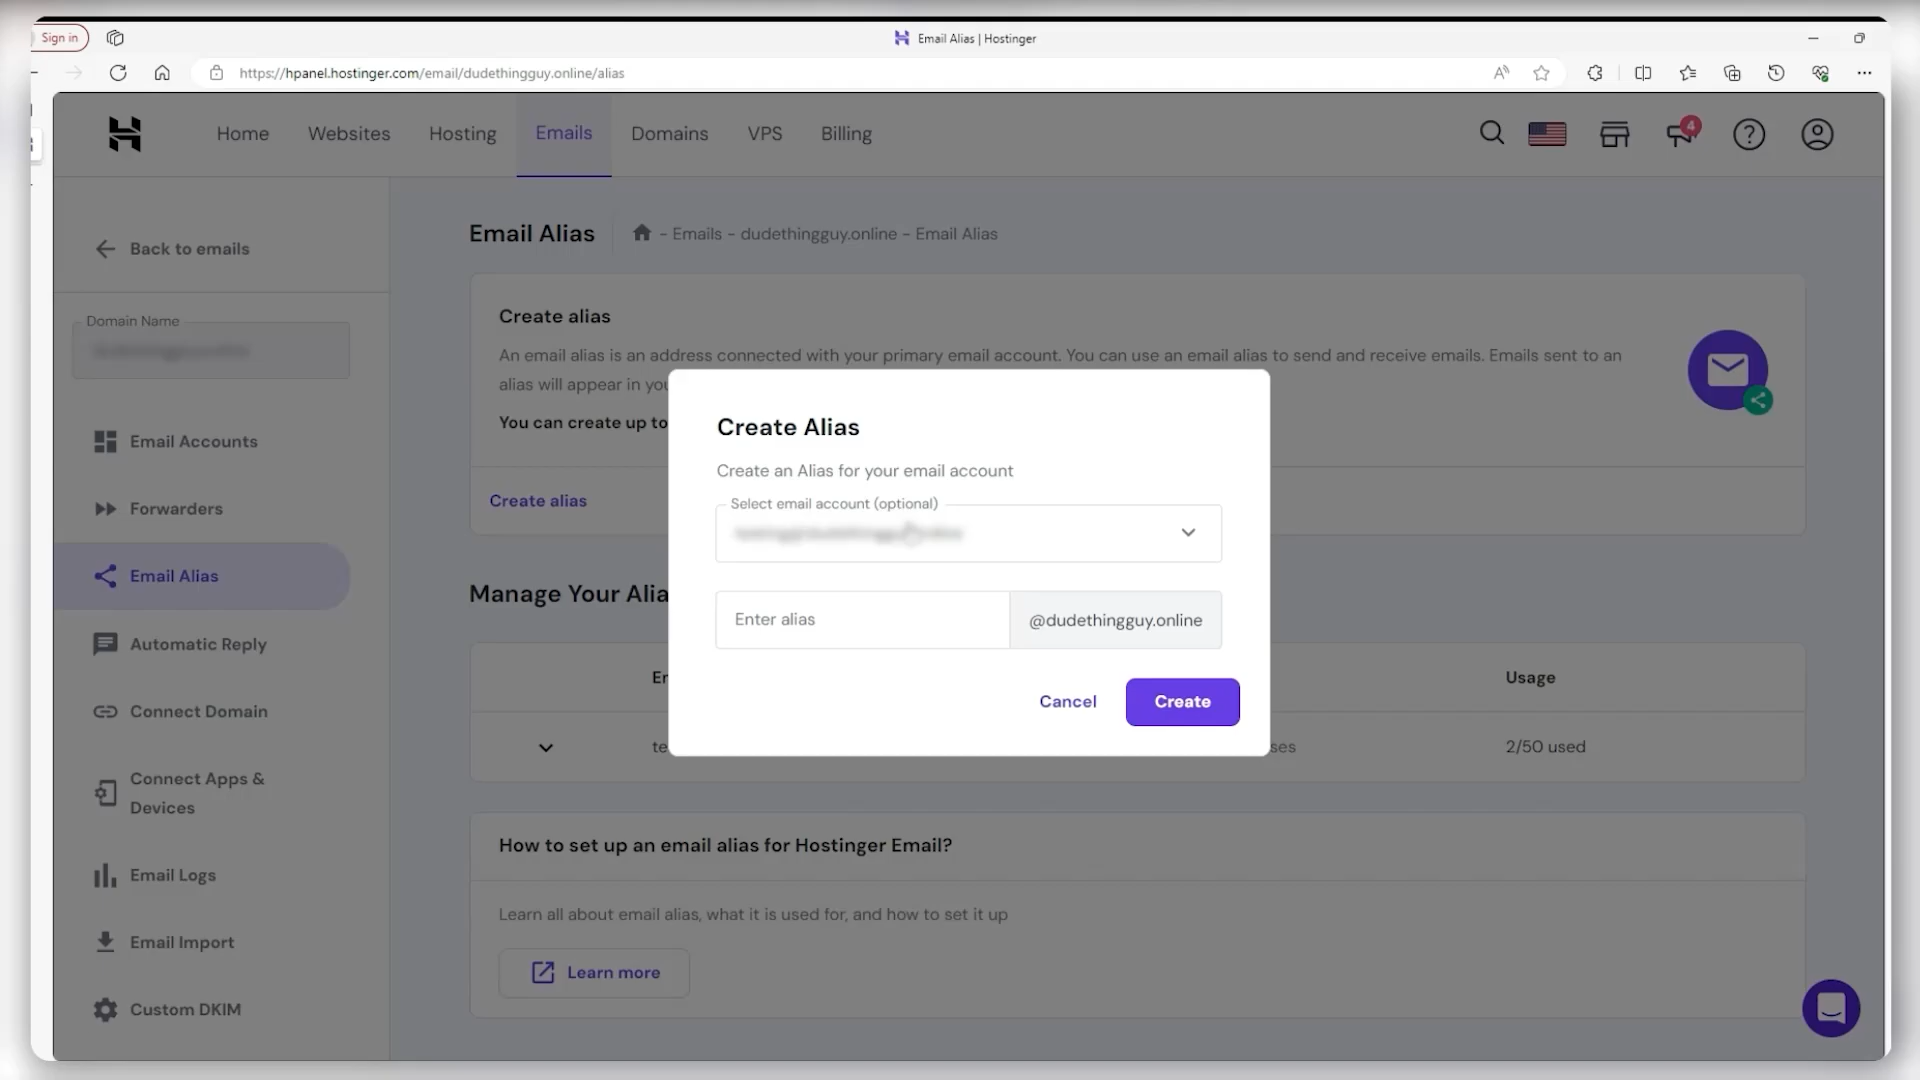 Sign in
Email Alias | Hostinger
https://hpanel.hostinger.com/email/dudethingguy.online/alias
Home
Websites
Hosting
Emails
Domains
VPS
Billing
4
Back to emails
Domain Name
Email Accounts
Forwarders
Email Alias
Automatic Reply
Connect Domain
Connect Apps &
Devices
Email Logs
Email Import
Custom DKIM
Email Alias
- Emails - dudethingguy.online - Email Alias
Create alias
An email alias is an address connected with your primary email account. You can use an email alias to send and receive emails. Emails sent to an
alias will appear in
You can create up to
Create alias
Create Alias
Create an Alias for your email account
Select email account (optional)
Enter alias
@dudethingguy.online
Cancel
Create
Manage Your
Usage
2/50 used
How to set up an email alias for Hostinger Email?
Learn all about email alias, what it is used for, and how to set it up
Learn more